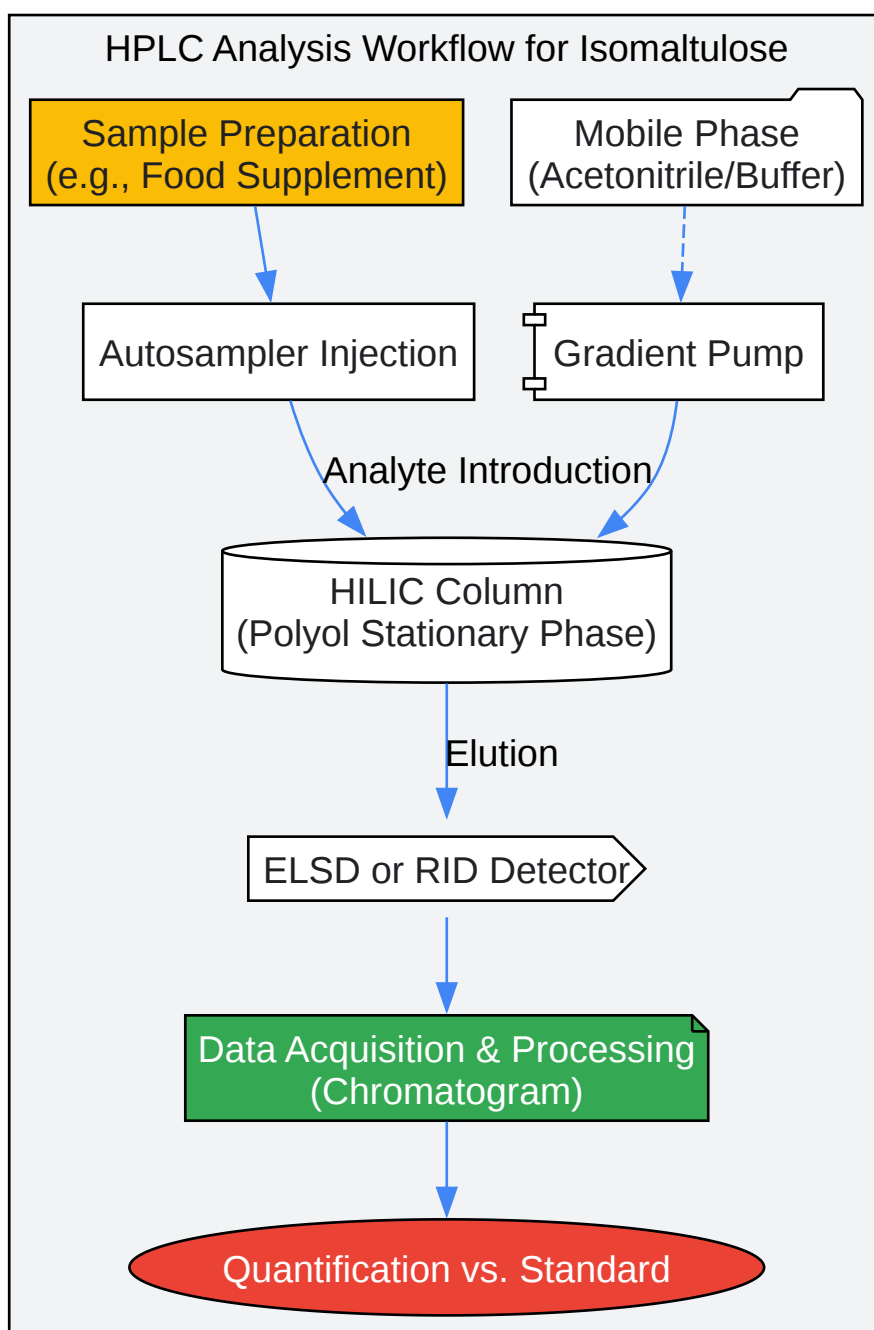 HPLC Analysis Workflow for Isomaltulose
Sample Preparation
(e.g., Food Supplement)
Mobile Phase
(Acetonitrile/Buffer)
Autosampler Injection
Gradient Pump
Analyte Introduction
HILIC Column
(Polyol Stationary Phase)
Elution
ELSD or RID Detector
Data Acquisition & Processing
(Chromatogram)
Quantification vs. Standard